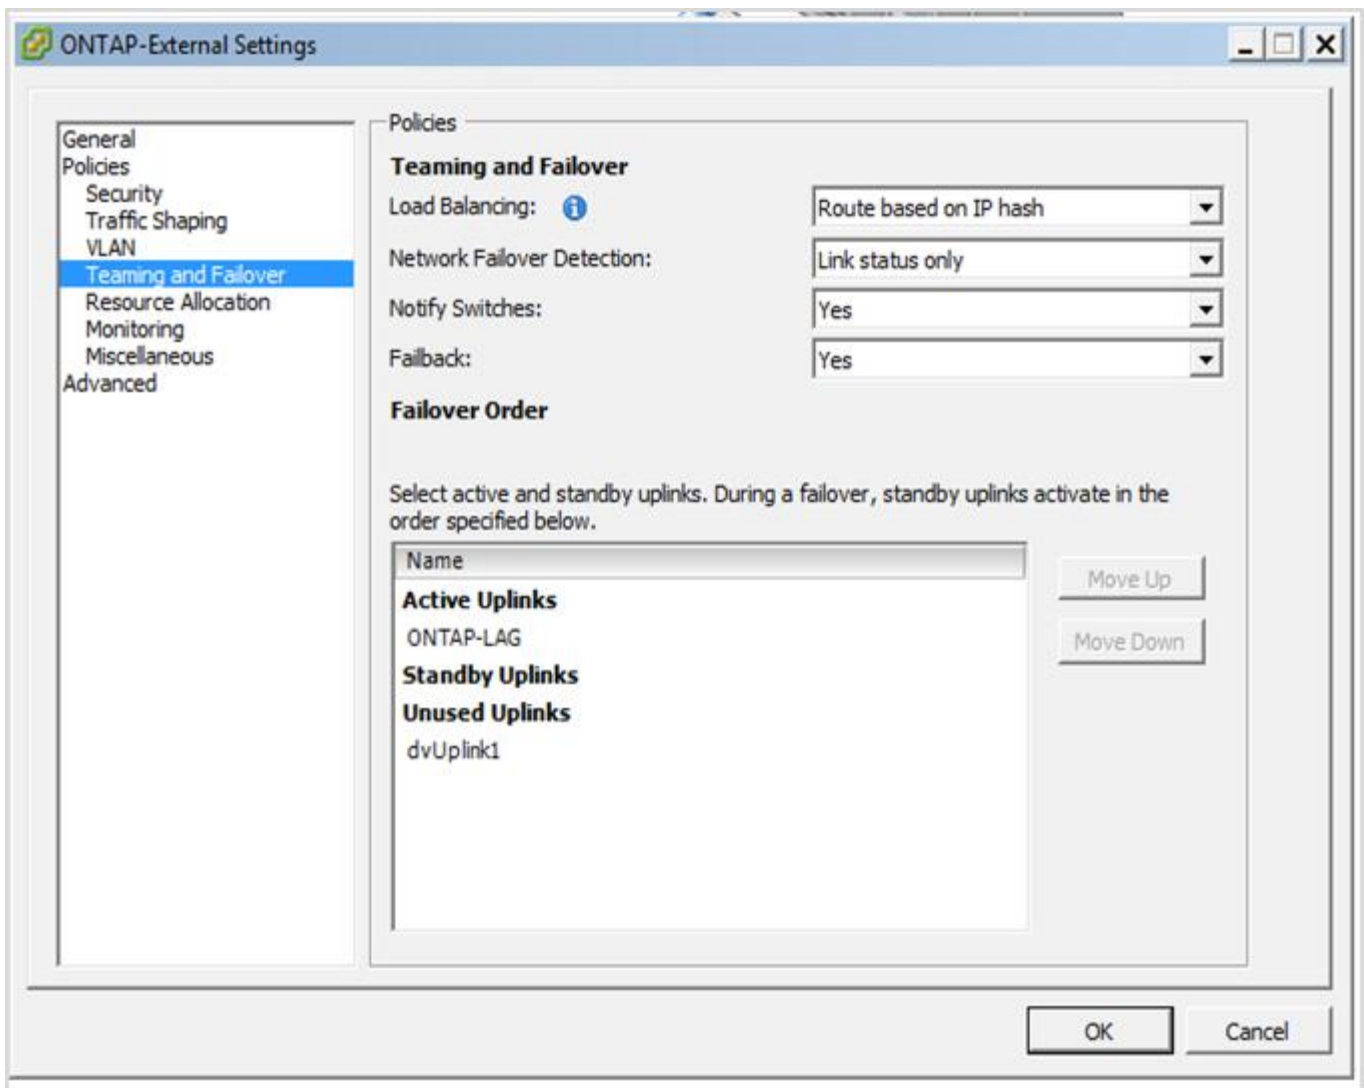 ONTAP-External Settings
General
Policies
Security
Traffic Shaping
VLAN
Teaming and Failover
Resource Allocation
Monitoring
Miscellaneous
Advanced
Policies
Teaming and Failover
Load Balancing: Route based on IP hash
Network Failover Detection: Link status only
Notify Switches: Yes
Failback: Yes
Failover Order
Select active and standby uplinks. During a failover, standby uplinks activate in the
order specified below.
Name
Active Uplinks
ONTAP-LAG
Standby Uplinks
Unused Uplinks
dvUplink1
Move Up
Move Down
OK Cancel